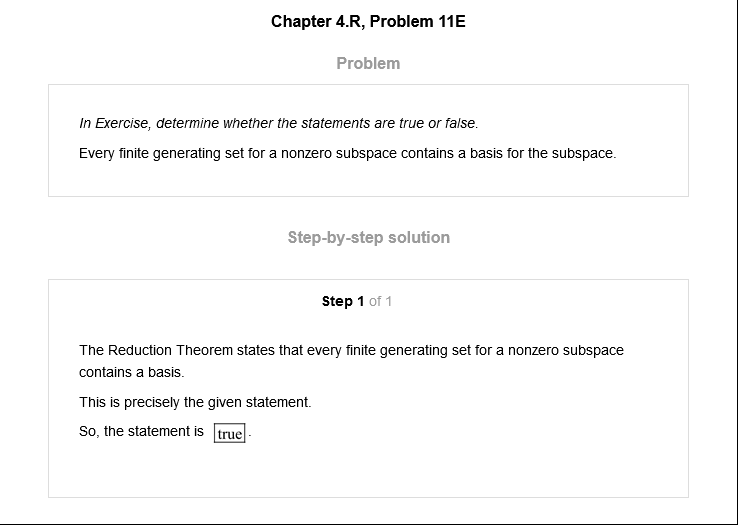 Chapter 4.R, Problem 11E
Problem
In Exercise, determine whether the statements are true or false.
Every finite generating set for a nonzero subspace contains a basis for the subspace.
Step-by-step solution
Step 1 of 1
The Reduction Theorem states that every finite generating set for a nonzero subspace
contains a basis.
This is precisely the given statement.
So, the statement is true.